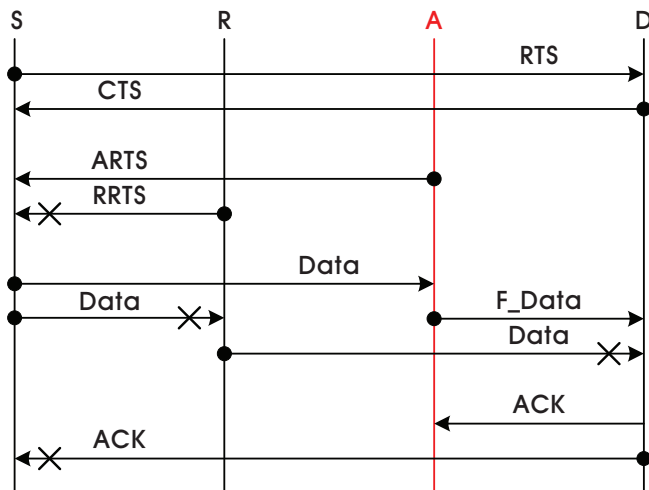 S R A D
RTS
CTS
ARTS
RRTS
Data
Data
F_Data
Data
ACK
ACK